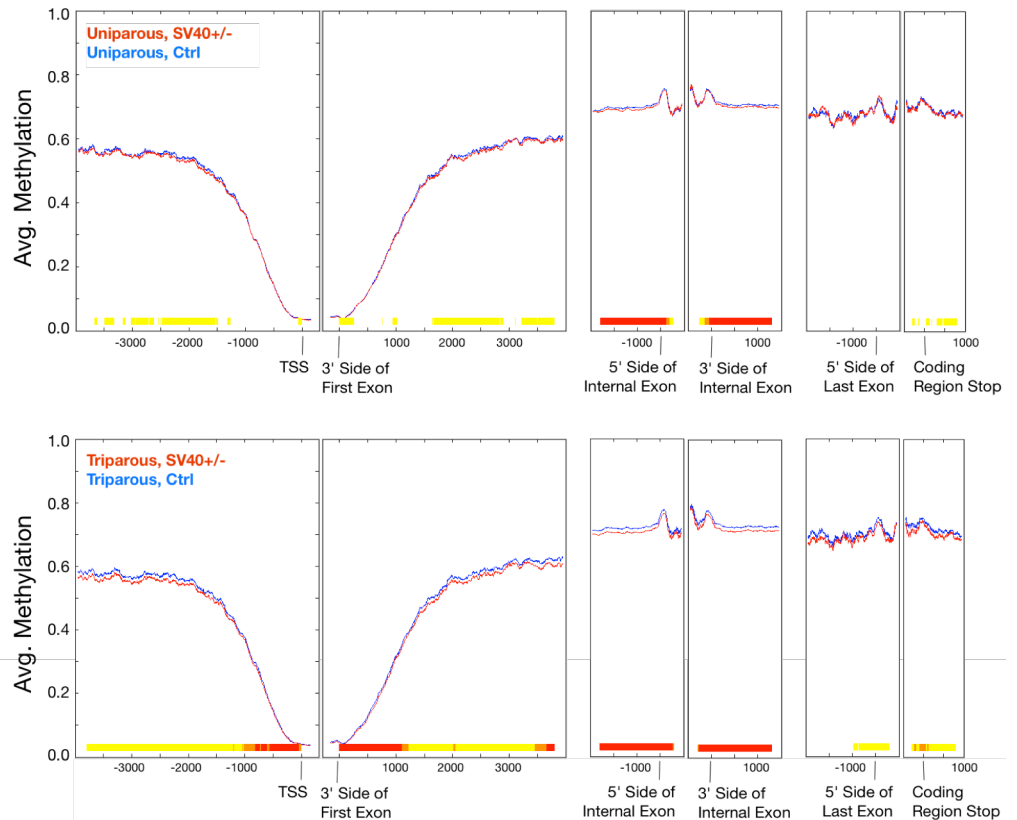 Uniparous, SV40+/-
Uniparous, Ctrl
Avg. Methylation
1.0
0.8
0.6
0.4
0.2
0.0
-3000 -2000 -1000
1000 2000 3000
-1000
1000
-1000
1000
TSS
3' Side of
First Exon
5' Side of
Internal Exon
3' Side of
Internal Exon
5' Side of
Last Exon
Coding
Region Stop
Triparous, SV40+/-
Triparous, Ctrl
Avg. Methylation
1.0
0.8
0.6
0.4
0.2
0.0
-3000 -2000 -1000
1000 2000 3000
-1000
1000
-1000
1000
TSS
3' Side of
First Exon
5' Side of
Internal Exon
3' Side of
Internal Exon
5' Side of
Last Exon
Coding
Region Stop